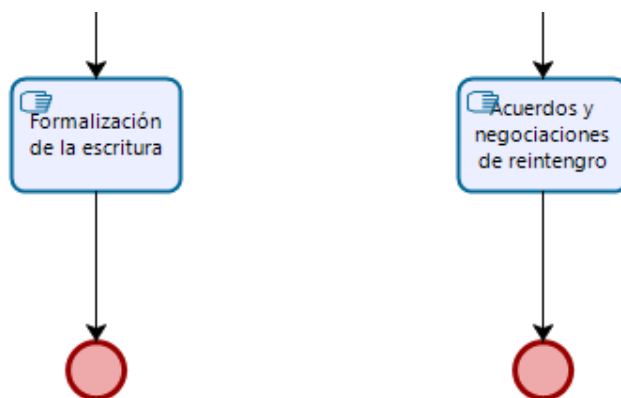 Formalización
de la escritura
Acuerdos y
negociaciones
de reintengro